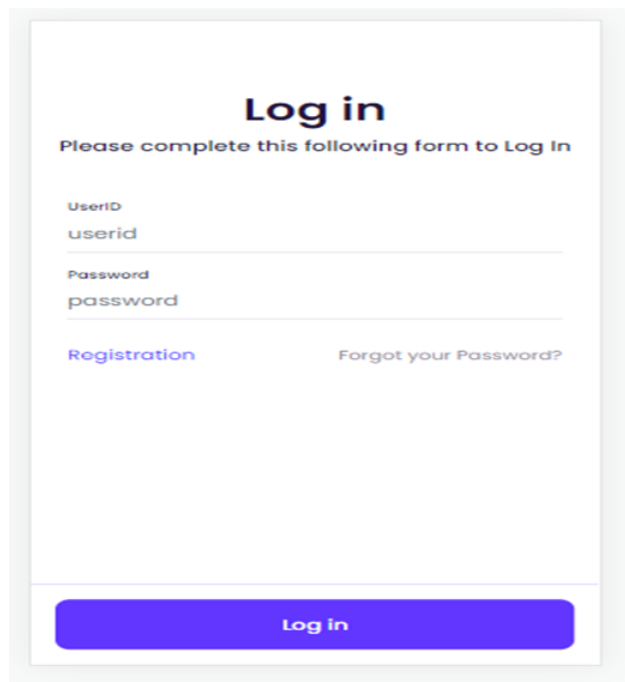 Log in
Please complete this following form to Log In
UserID
userid
Password
password
Registration Forgot your Password?
Log in